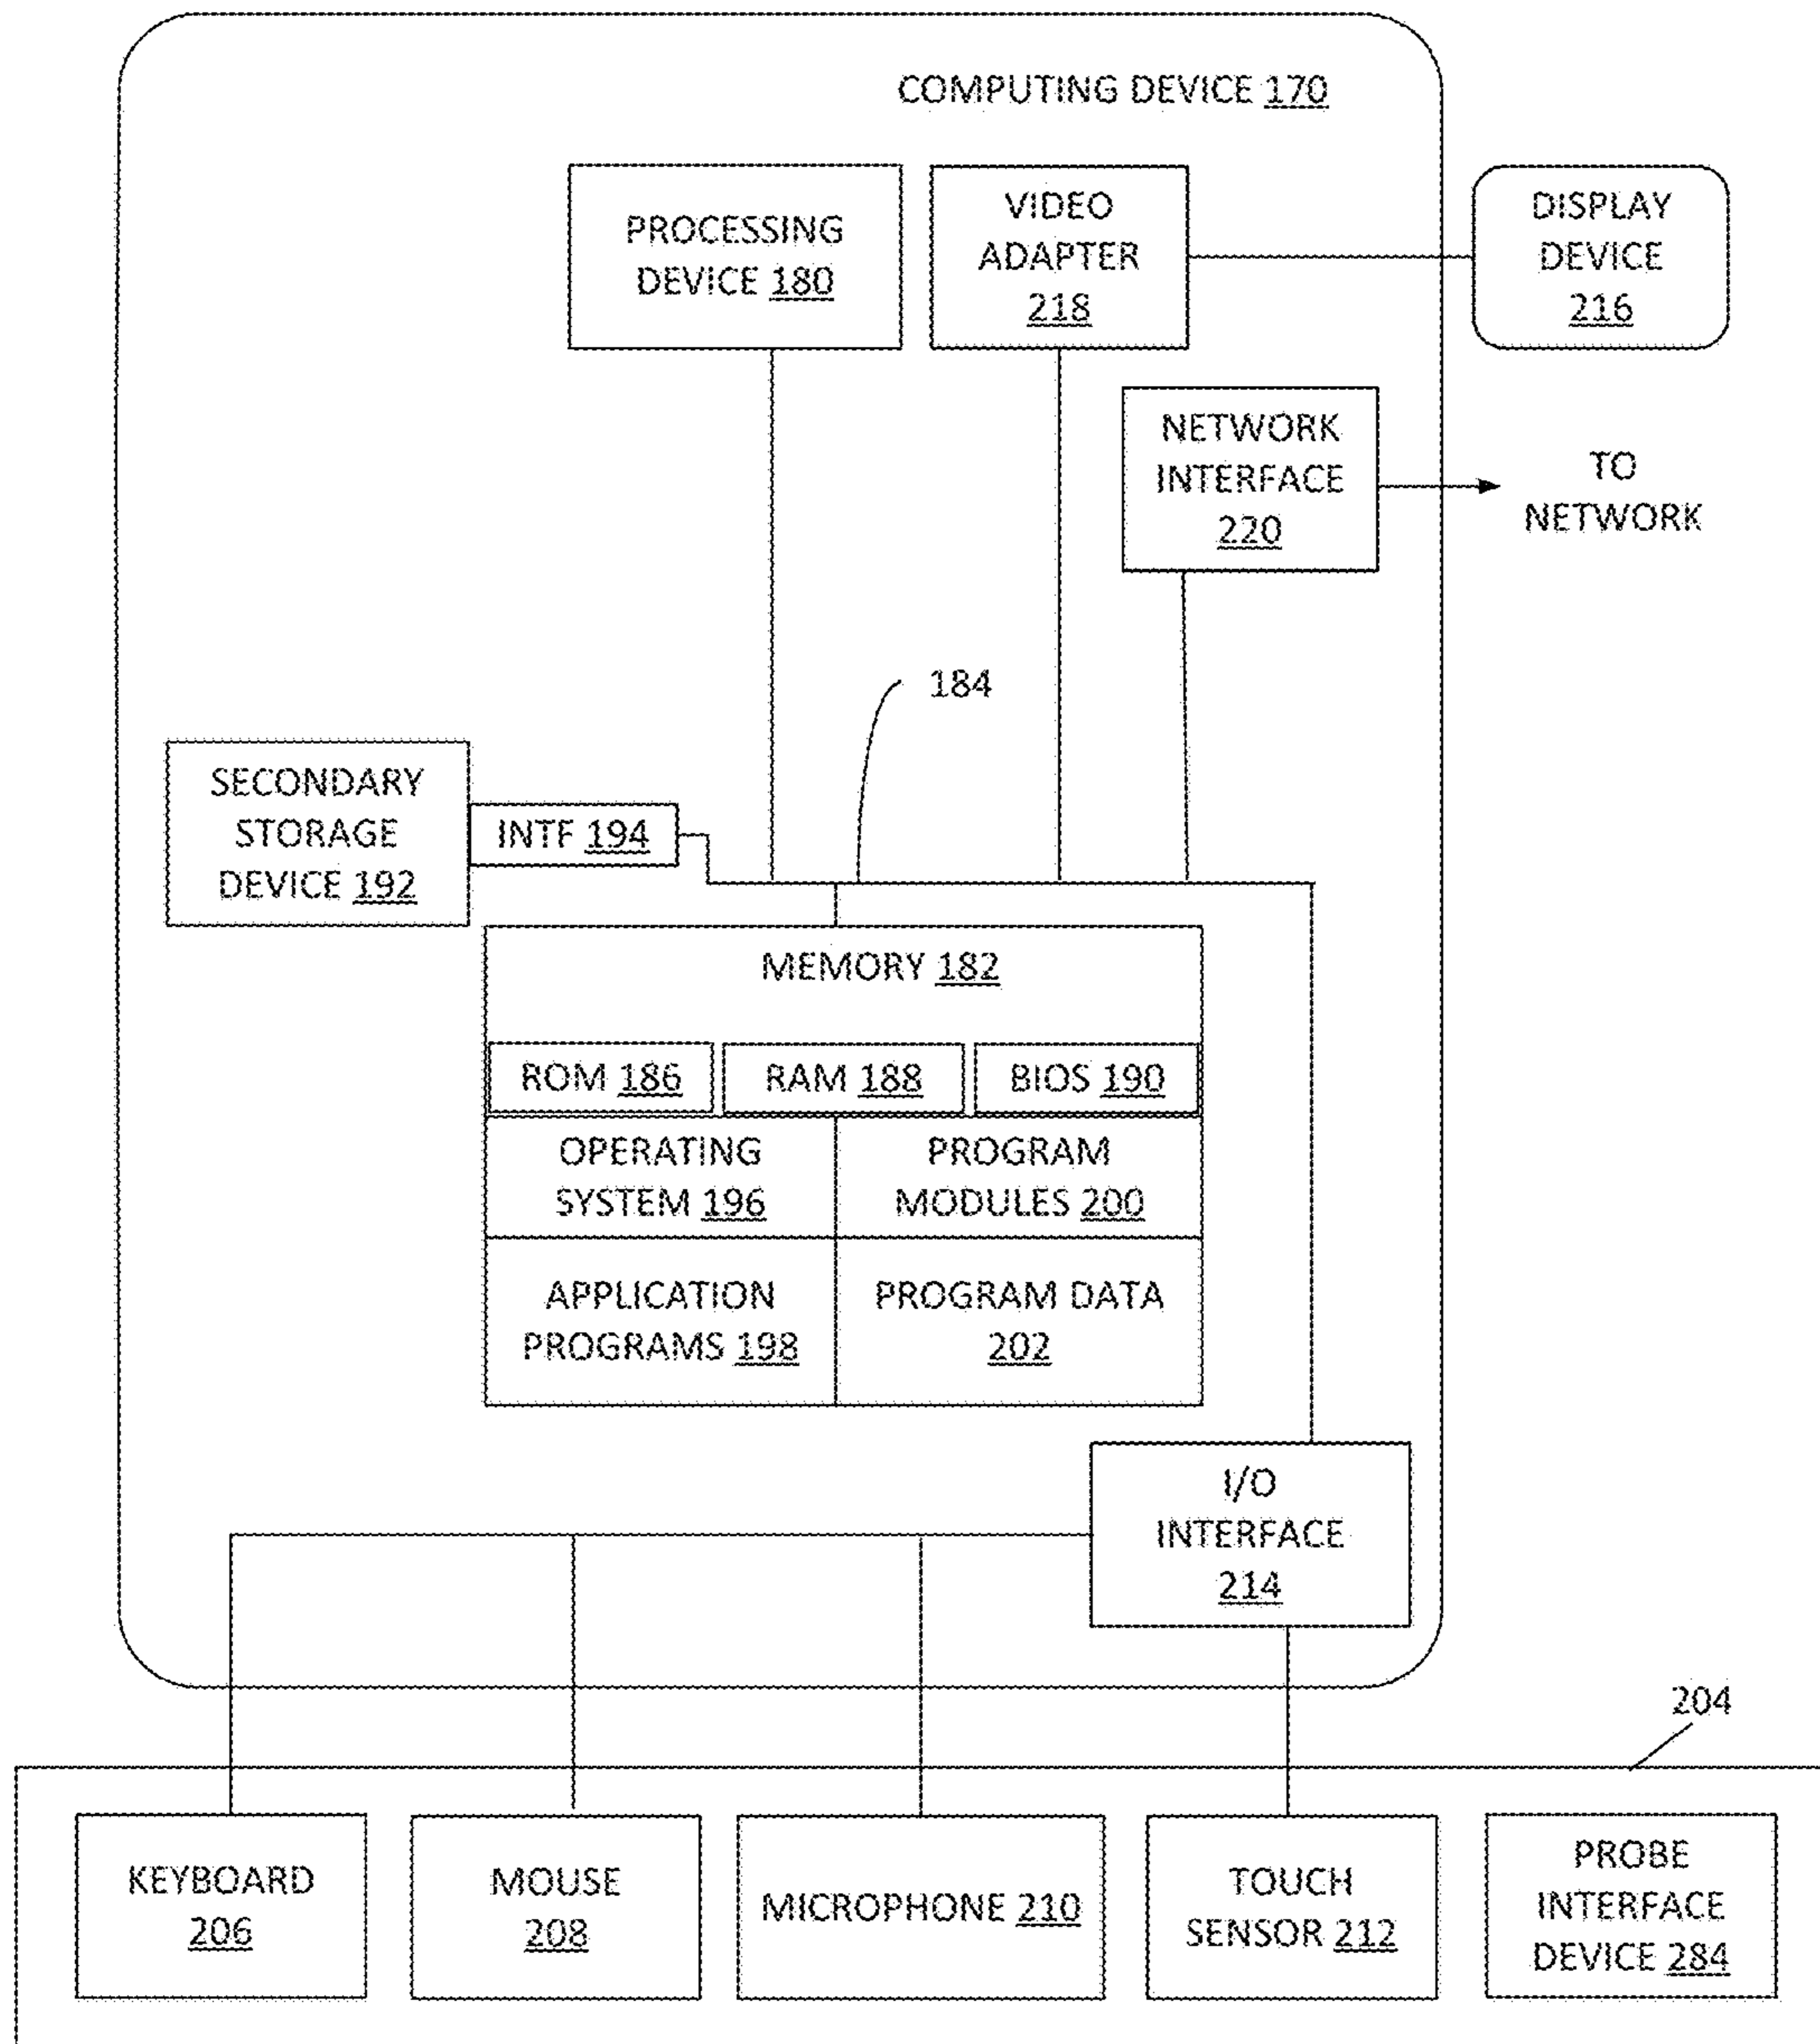 COMPUTING DEVICE 170
PROCESSING
DEVICE 180
VIDEO
ADAPTER
218
DISPLAY
DEVICE
216
NETWORK
INTERFACE
220
TO
NETWORK
184
SECONDARY
STORAGE
DEVICE 192
INTF 194
MEMORY 182
ROM 186
RAM 188
BIOS 190
OPERATING
SYSTEM 196
PROGRAM
MODULES 200
APPLICATION
PROGRAMS 198
PROGRAM DATA
202
I/O
INTERFACE
214
204
KEYBOARD
206
MOUSE
208
MICROPHONE 210
TOUCH
SENSOR 212
PROBE
INTERFACE
DEVICE 284